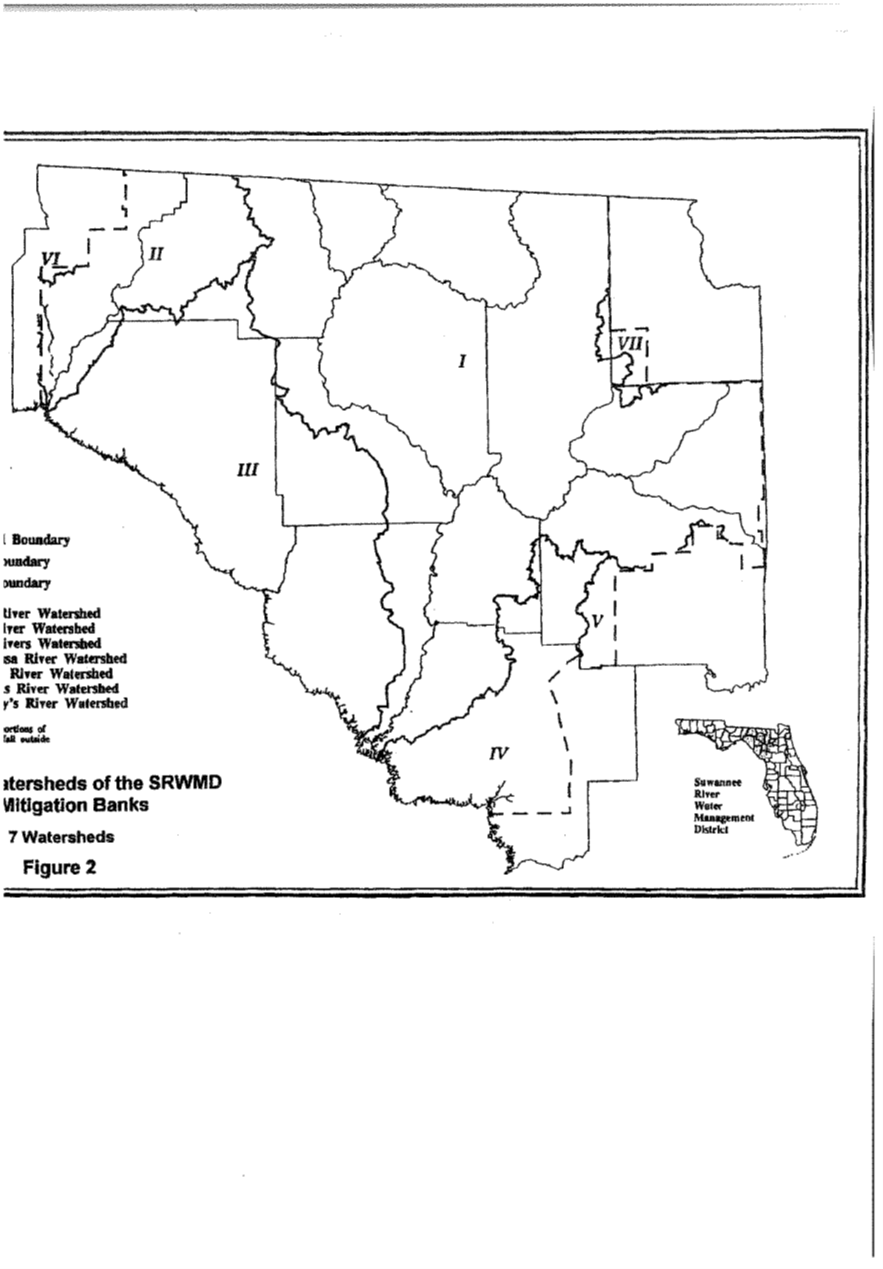 VI
II
VII
I
III
l Boundary
oundary
oundary
River Watershed
iver Watershed
ivers Watershed
ssa River Watershed
River Watershed
s River Watershed
y's River Watershed
ortions of
fall outside
V
IV
atersheds of the SRWMD
Mitigation Banks
7 Watersheds
Figure 2
Suwannee
River
Water
Management
District